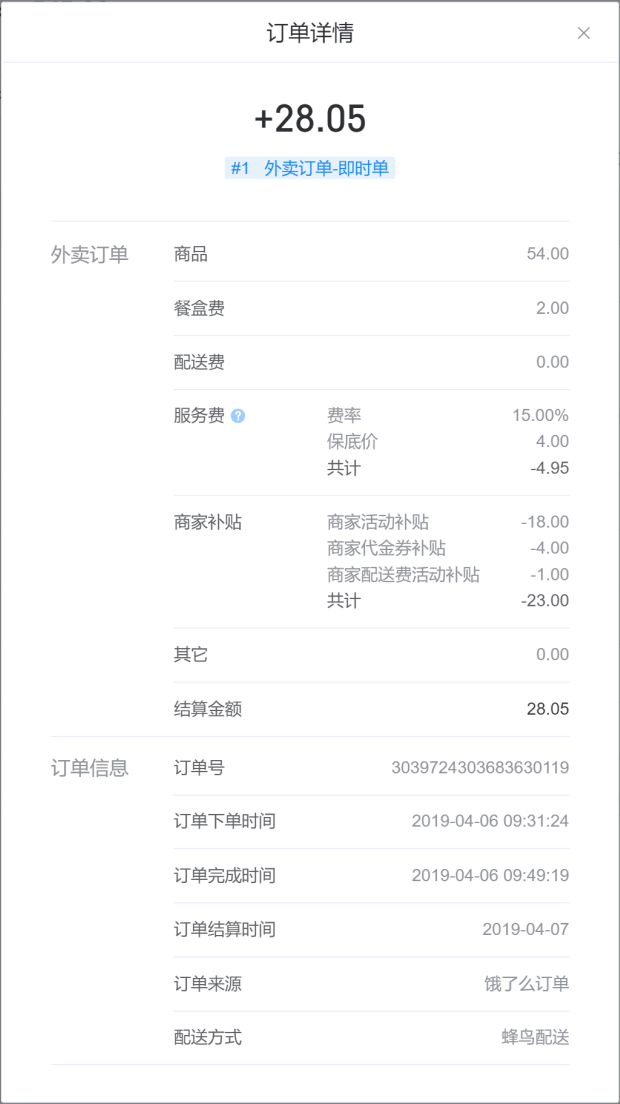 订单详情
+28.05
#1 外卖订单-即时单
外卖订单 商品 54.00
餐盒费 2.00
配送费 0.00
服务费 ? 费率 15.00%
保底价 4.00
共计 -4.95
商家补贴 商家活动补贴 -18.00
商家代金券补贴 -4.00
商家配送费活动补贴 -1.00
共计 -23.00
其它 0.00
结算金额 28.05
订单信息 订单号 3039724303683630119
订单下单时间 2019-04-06 09:31:24
订单完成时间 2019-04-06 09:49:19
订单结算时间 2019-04-07
订单来源 饿了么订单
配送方式 蜂鸟配送